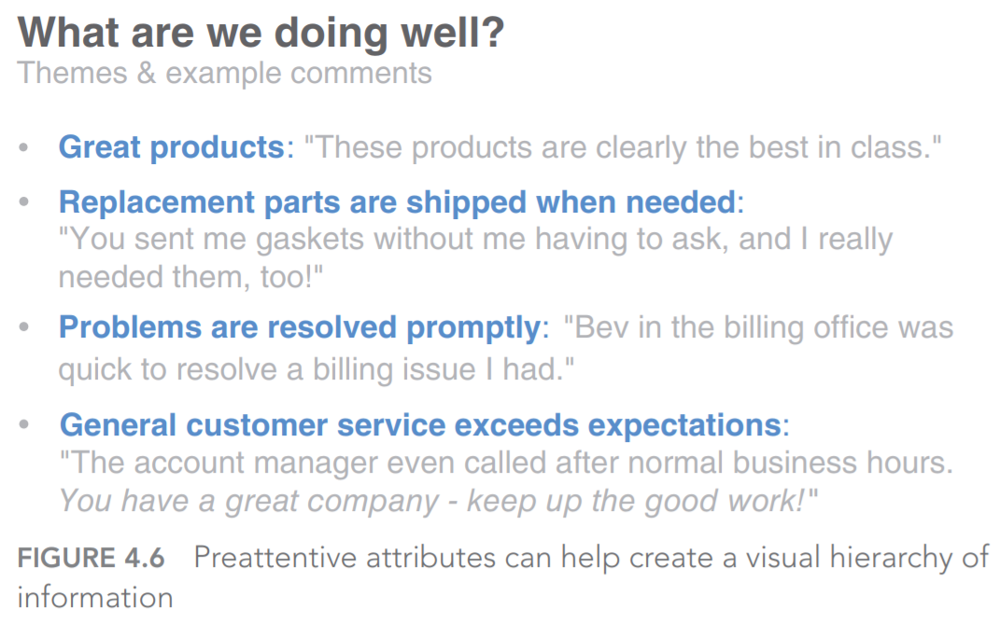 What are we doing well?
Themes & example comments
• Great products: "These products are clearly the best in class."
• Replacement parts are shipped when needed:
"You sent me gaskets without me having to ask, and I really
needed them, too!"
• Problems are resolved promptly: "Bev in the billing office was
quick to resolve a billing issue I had."
• General customer service exceeds expectations:
"The account manager even called after normal business hours.
You have a great company - keep up the good work!"
FIGURE 4.6 Preattentive attributes can help create a visual hierarchy of
information